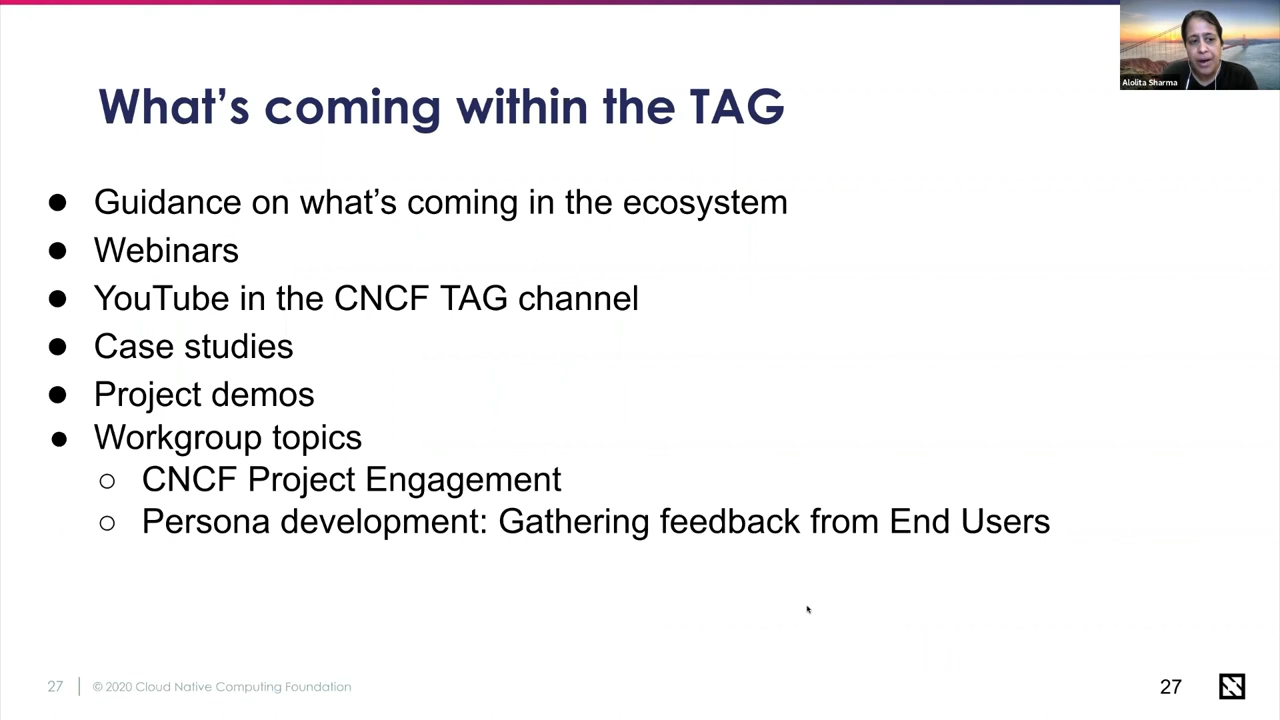 Alolita Sharma
What's coming within the TAG
● Guidance on what's coming in the ecosystem
● Webinars
● YouTube in the CNCF TAG channel
● Case studies
● Project demos
● Workgroup topics
○ CNCF Project Engagement
○ Persona development: Gathering feedback from End Users
27 | © 2020 Cloud Native Computing Foundation
27